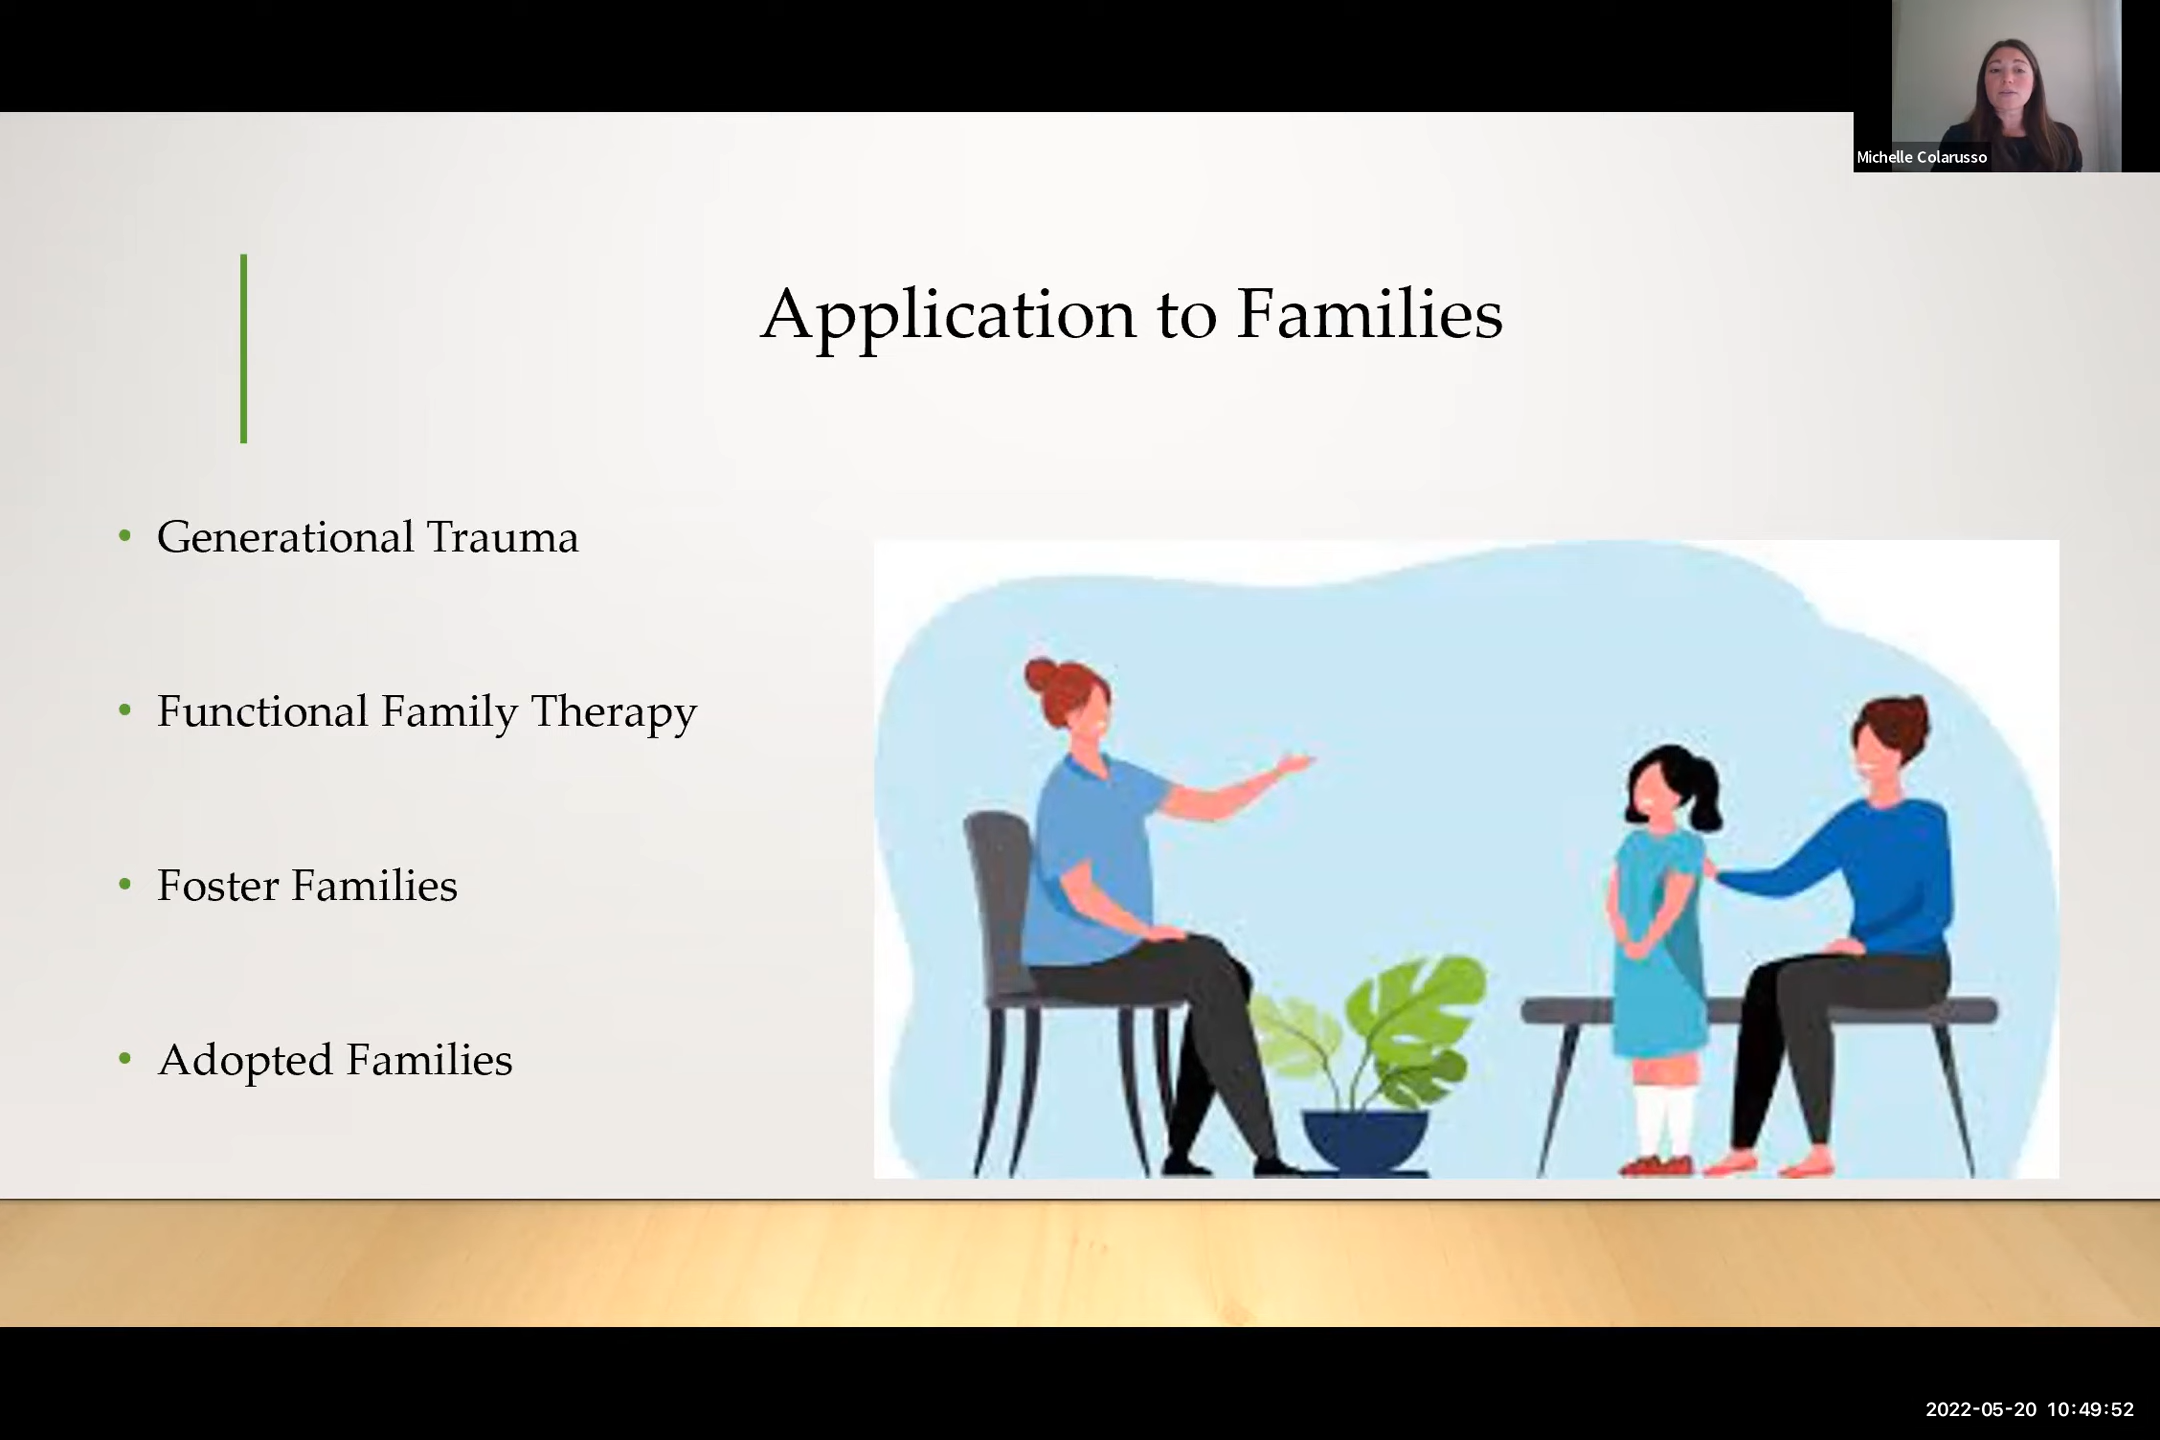 Michelle Colarusso
Application to Families
• Generational Trauma
• Functional Family Therapy
• Foster Families
• Adopted Families
2022-05-20 10:49:52